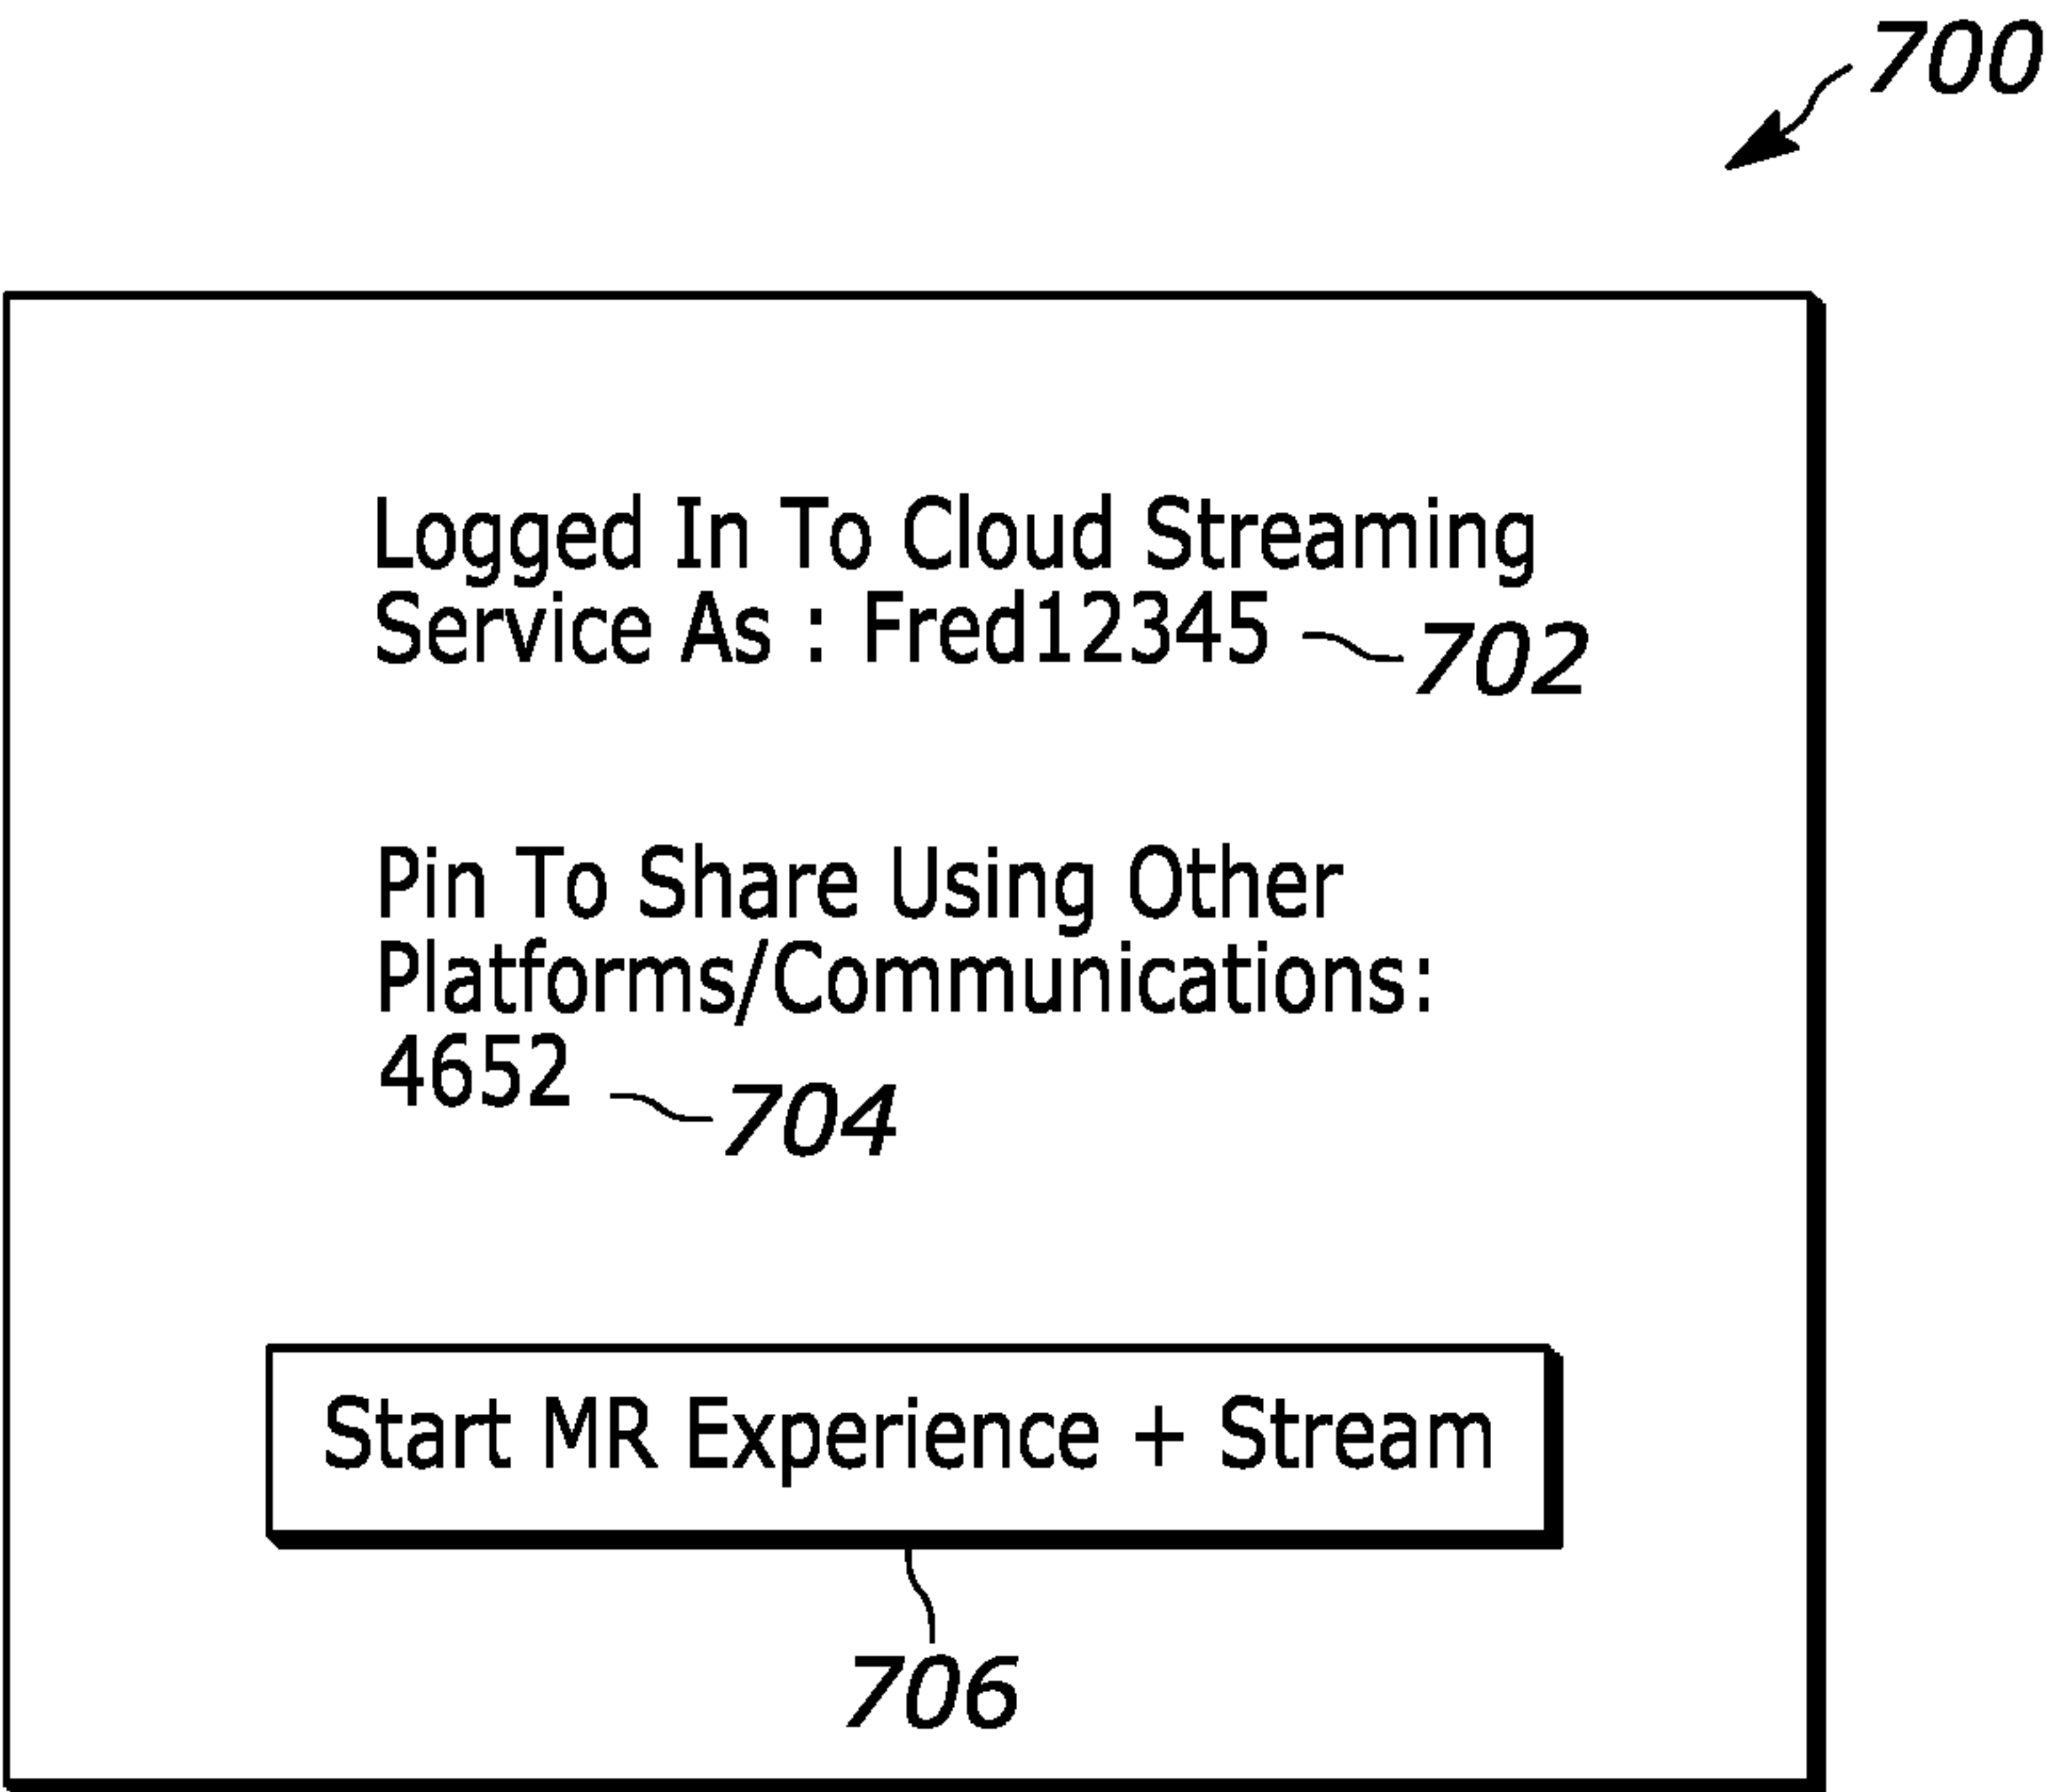 700
Logged In To Cloud Streaming
Service As : Fred12345
702
Pin To Share Using Other
Platforms/Communications:
4652
704
Start MR Experience + Stream
706